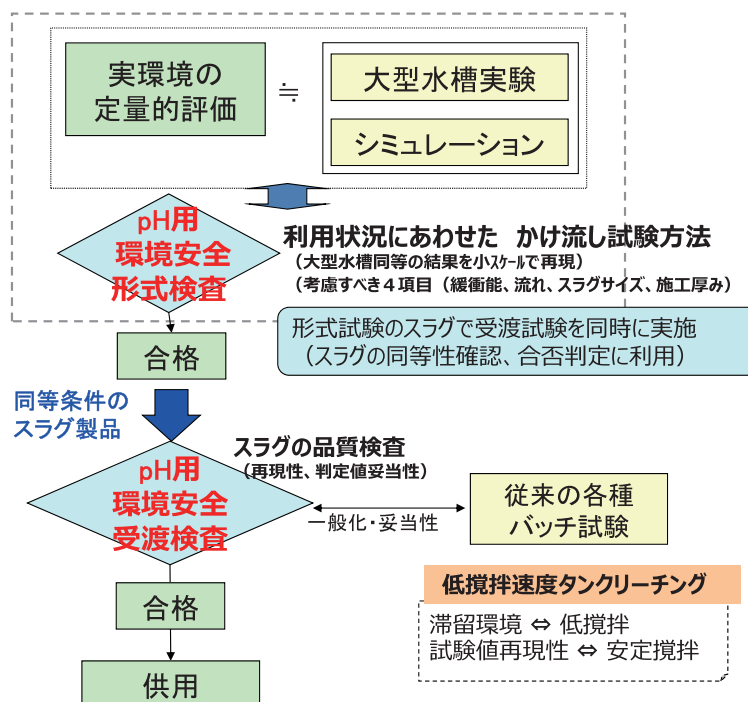 実環境の
定量的評価
≒
大型水槽実験
シミュレーション
pH用
環境安全
形式検査
利用状況にあわせた かけ流し試験方法
（大型水槽同等の結果を小スケールで再現）
（考慮すべき４項目（緩衝能、流れ、スラグサイズ、施工厚み）
形式試験のスラグで受渡試験を同時に実施
（スラグの同等性確認、合否判定に利用）
合格
同等条件の
スラグ製品
スラグの品質検査
（再現性、判定値妥当性）
pH用
環境安全
受渡検査
一般化・妥当性
従来の各種
バッチ試験
低撹拌速度タンクリーチング
滞留環境 ⇔ 低撹拌
試験値再現性 ⇔ 安定撹拌
合格
供用